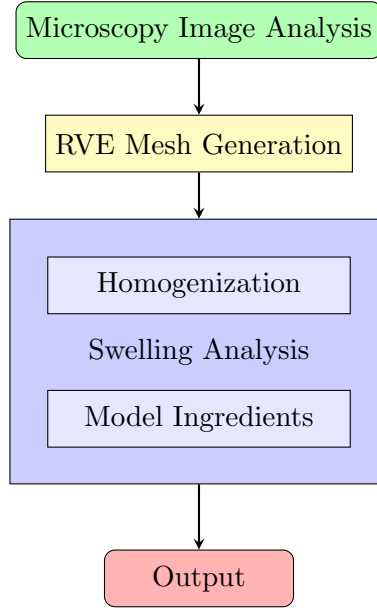 Microscopy Image Analysis
RVE Mesh Generation
Homogenization
Swelling Analysis
Model Ingredients
Output